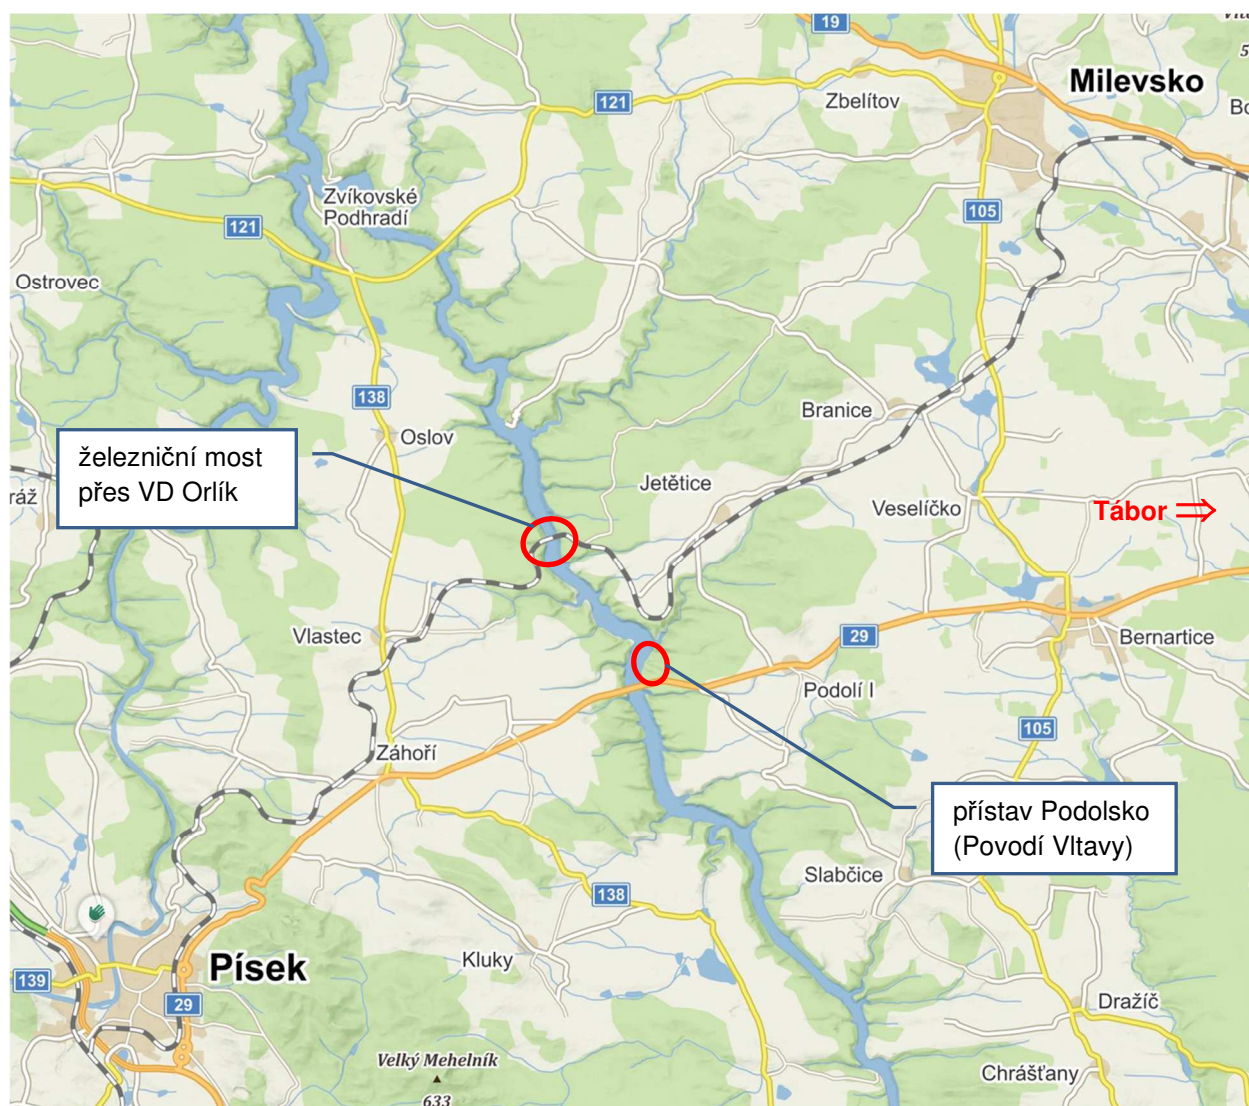 19
5
Milevsko
121
Zbelítov
Zvíkovské
Podhradí
105
121
Ostrovec
138
Branice
Oslov
železniční most
přes VD Orlík
Jetětice
Veselíčko
Tábor ⇒
ráž
Vlastec
29
Bernartice
Podolí I
105
Záhoří
přístav Podolsko
(Povodí Vltavy)
Slabčice
138
Kluky
Písek
139
29
Dražíč
Velký Mehelník
633
Chrášťany